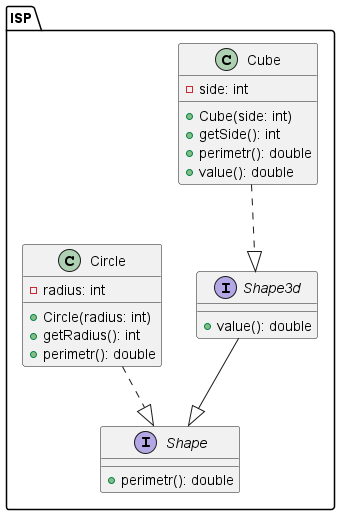 ISP
C Cube
side: int
Cube(side: int)
getSide(): int
perimetr(): double
value(): double
C Circle
radius: int
Circle(radius: int)
getRadius(): int
perimetr(): double
I Shape3d
value(): double
I Shape
perimetr(): double